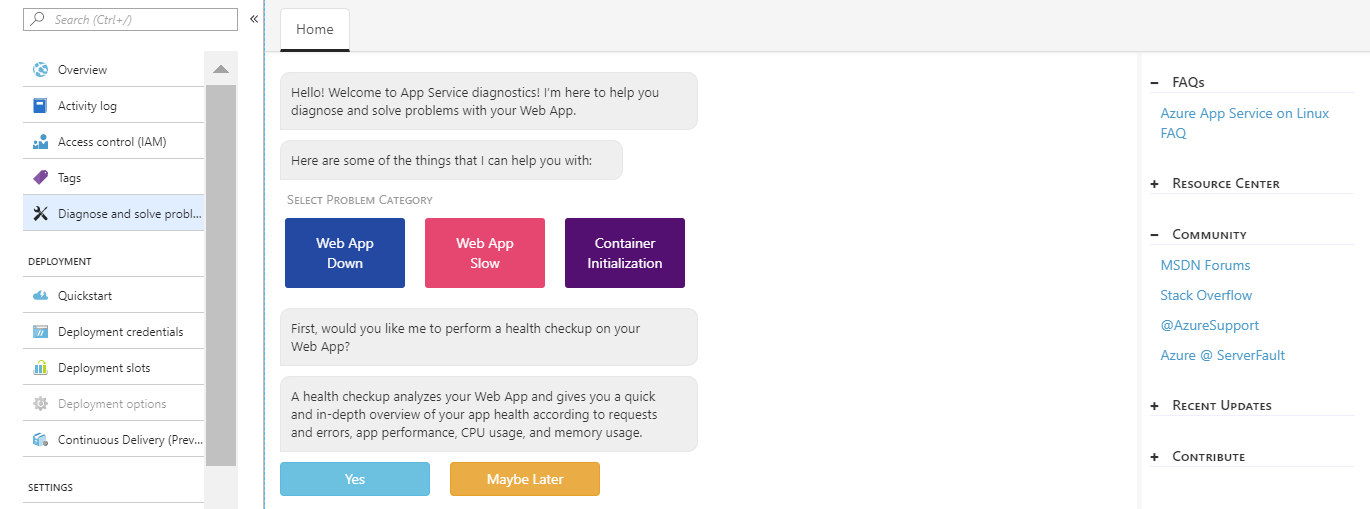 Search (Ctrl+/)
«
Overview
Activity log
Access control (IAM)
Tags
Diagnose and solve probl...
DEPLOYMENT
Quickstart
Deployment credentials
Deployment slots
Deployment options
Continuous Delivery (Prev...
SETTINGS
Home
Hello! Welcome to App Service diagnostics! I'm here to help you
diagnose and solve problems with your Web App.
Here are some of the things that I can help you with:
Select Problem Category
Web App
Down
Web App
Slow
Container
Initialization
First, would you like me to perform a health checkup on your
Web App?
A health checkup analyzes your Web App and gives you a quick
and in-depth overview of your app health according to requests
and errors, app performance, CPU usage, and memory usage.
Yes
Maybe Later
− FAQs
Azure App Service on Linux
FAQ
+ Resource Center
− Community
MSDN Forums
Stack Overflow
@AzureSupport
Azure @ ServerFault
+ Recent Updates
+ Contribute